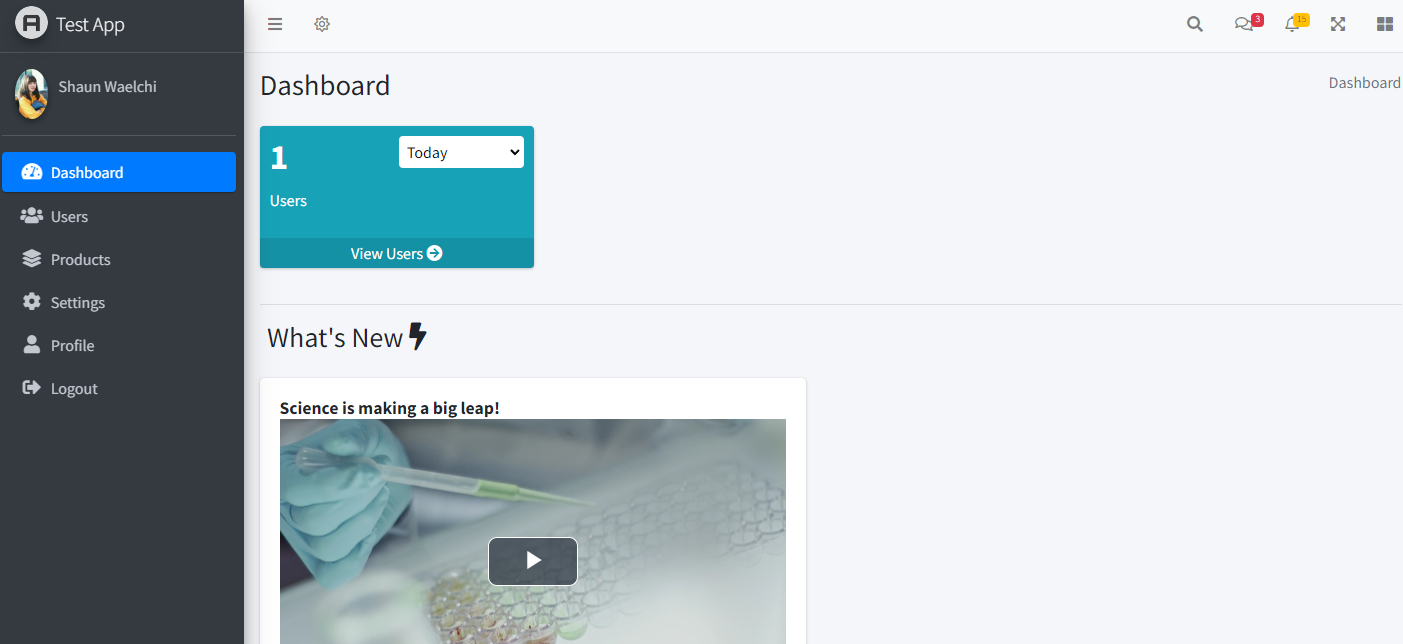 Test App
3
15
Shaun Waelchi
Dashboard
Users
Products
Settings
Profile
Logout
Dashboard
Dashboard
1
Today
Users
View Users
What's New
Science is making a big leap!